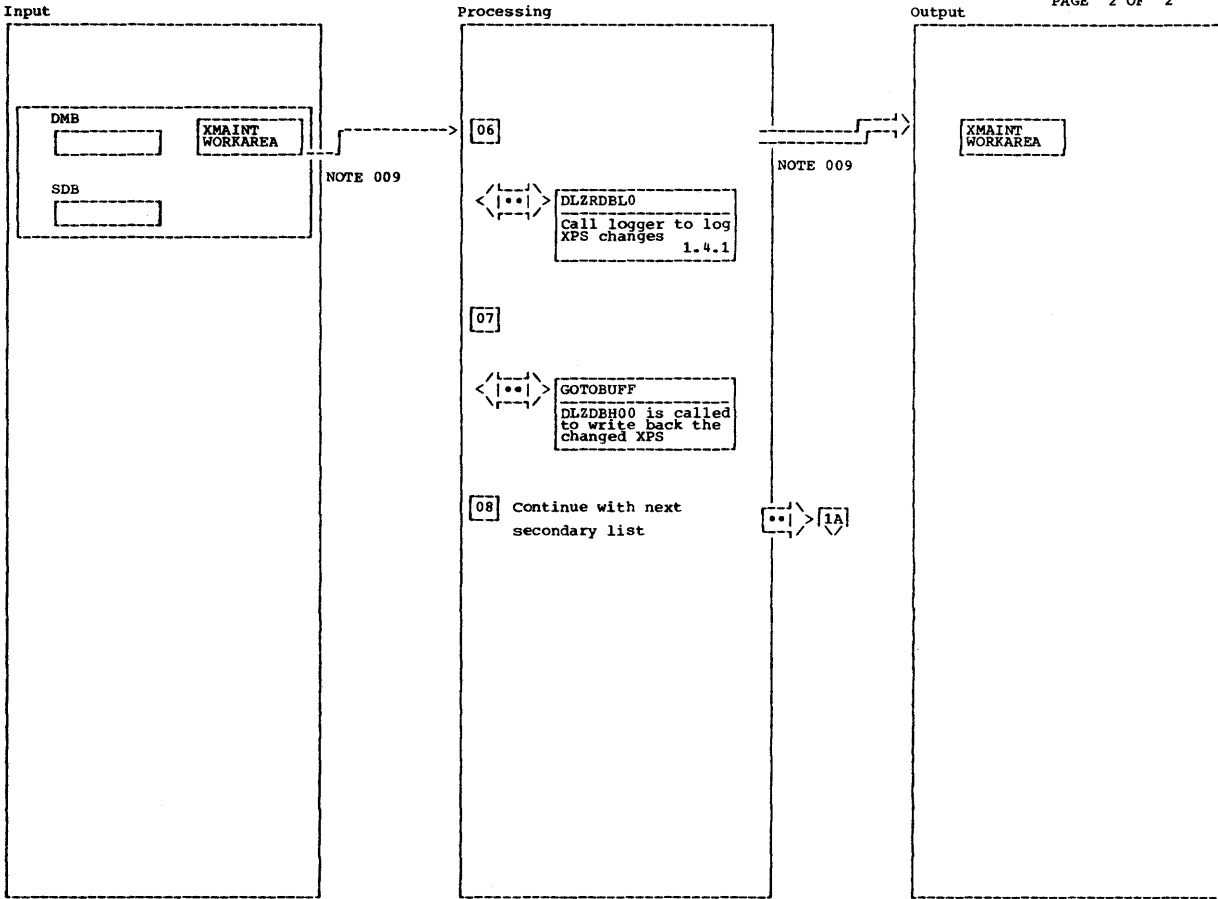 PAGE 2 OF 2
Input
Processing
Output
DMB
XMAINT
WORKAREA
SDB
NOTE 009
06
NOTE 009
XMAINT
WORKAREA
DLZRDBL0
Call logger to log
XPS changes
1.4.1
07
GOTOBUFF
DLZDBH00 is called
to write back the
changed XPS
08 Continue with next
secondary list
1A